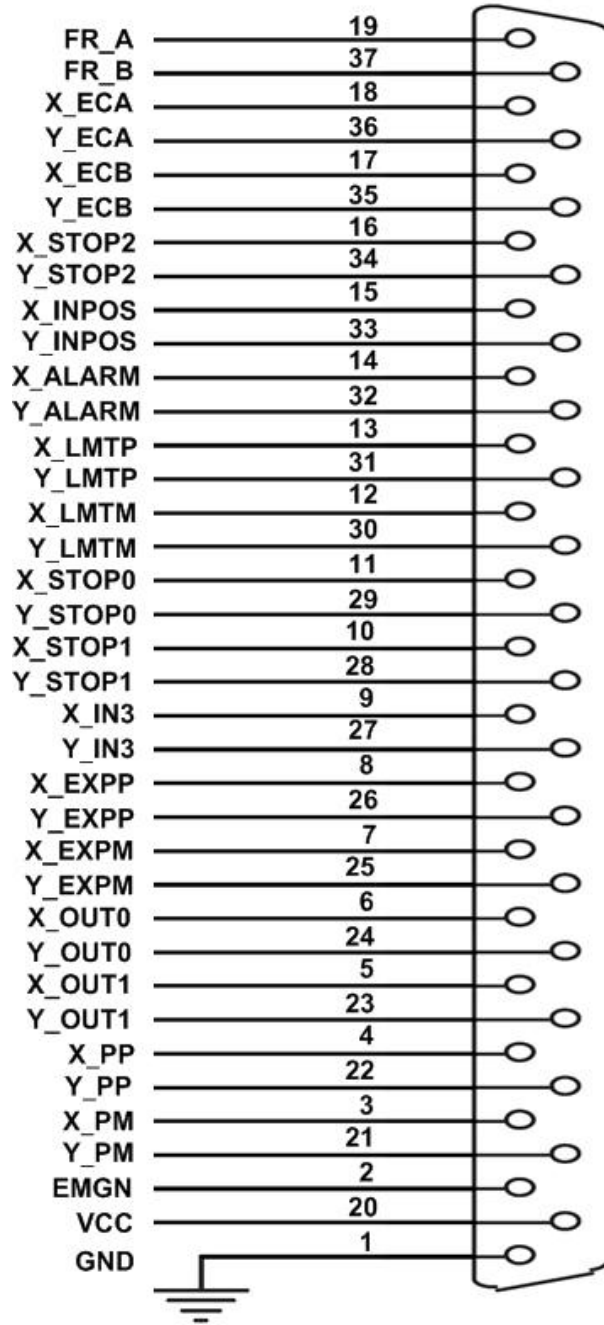 FR_A 19
FR_B 37
X_ECA 18
Y_ECA 36
X_ECB 17
Y_ECB 35
X_STOP2 16
Y_STOP2 34
X_INPOS 15
Y_INPOS 33
X_ALARM 14
Y_ALARM 32
X_LMTP 13
Y_LMTP 31
X_LMTM 12
Y_LMTM 30
X_STOP0 11
Y_STOP0 29
X_STOP1 10
Y_STOP1 28
X_IN3 9
Y_IN3 27
X_EXPP 8
Y_EXPP 26
X_EXPM 7
Y_EXPM 25
X_OUT0 6
Y_OUT0 24
X_OUT1 5
Y_OUT1 23
X_PP 4
Y_PP 22
X_PM 3
Y_PM 21
EMGN 2
VCC 20
GND 1